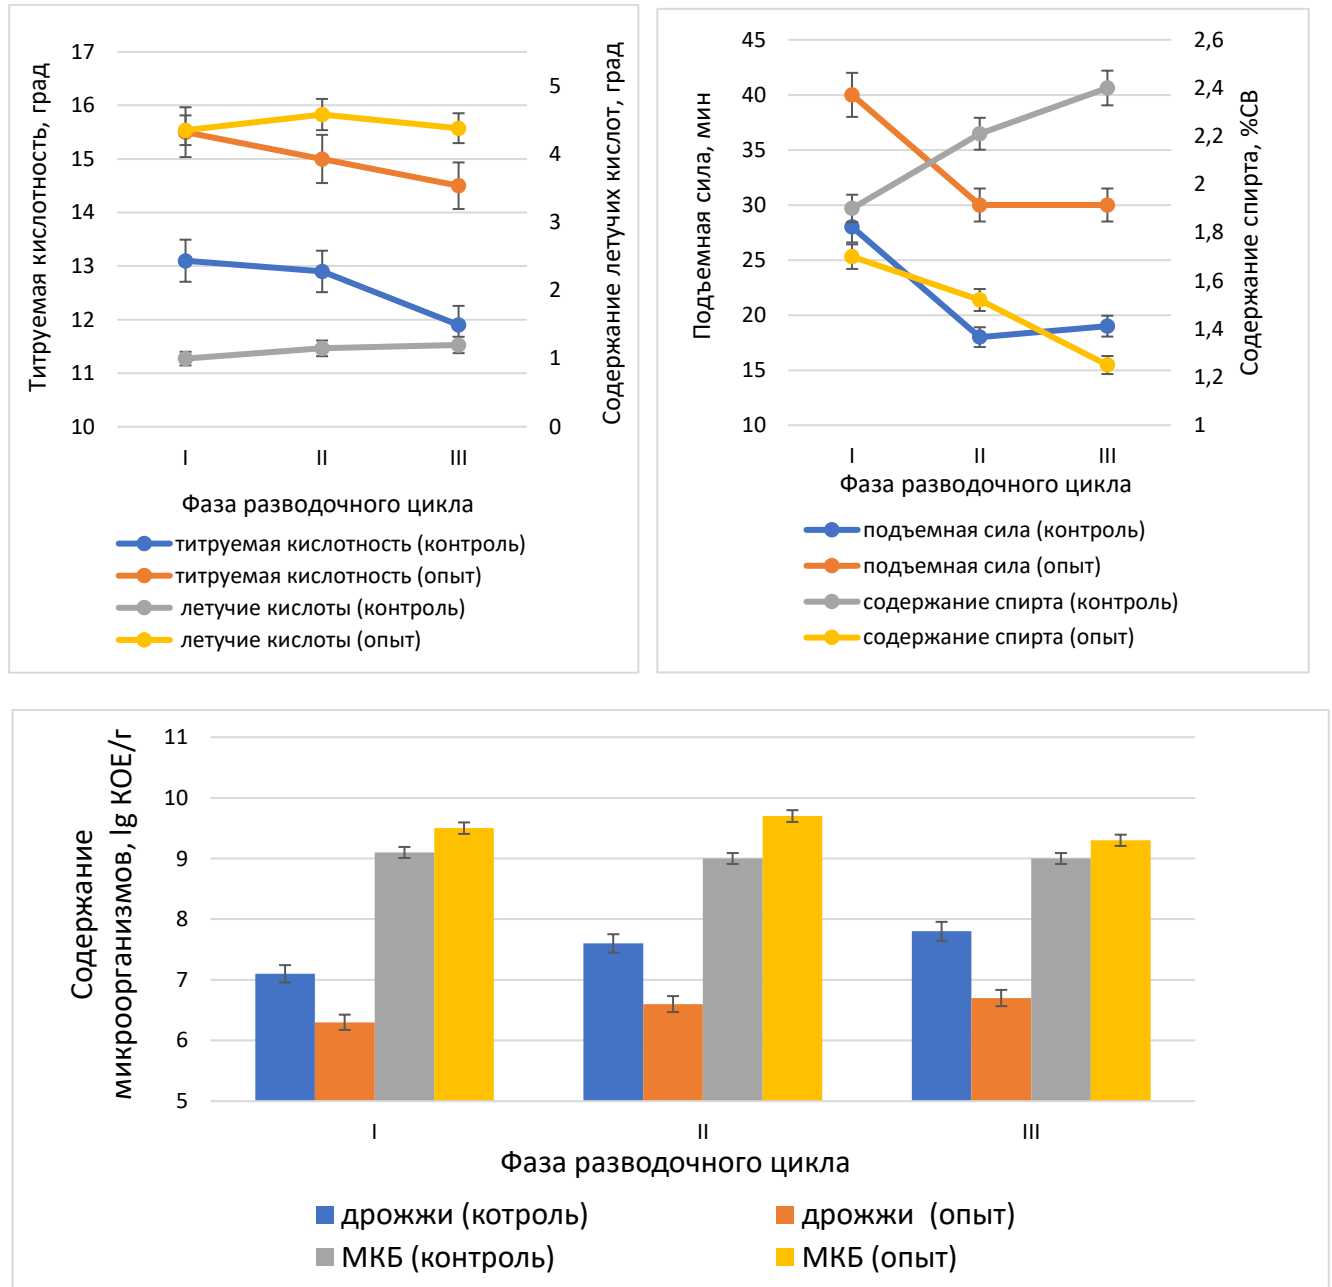 Титруемая кислотность, град
17
16
15
14
13
12
11
10
5
4
3
2
1
0
Содержание летучих кислот, град
I II III
Фаза разводочного цикла
титруемая кислотность (контроль)
титруемая кислотность (опыт)
летучие кислоты (контроль)
летучие кислоты (опыт)
Подъемная сила, мин
45
40
35
30
25
20
15
10
2,6
2,4
2,2
2
1,8
1,6
1,4
1,2
1
Содержание спирта, %СВ
I II III
Фаза разводочного цикла
подъемная сила (контроль)
подъемная сила (опыт)
содержание спирта (контроль)
содержание спирта (опыт)
Содержание
микроорганизмов, lg КОЕ/г
11
10
9
8
7
6
5
I II III
Фаза разводочного цикла
дрожжи (котроль) дрожжи (опыт)
МКБ (контроль) МКБ (опыт)